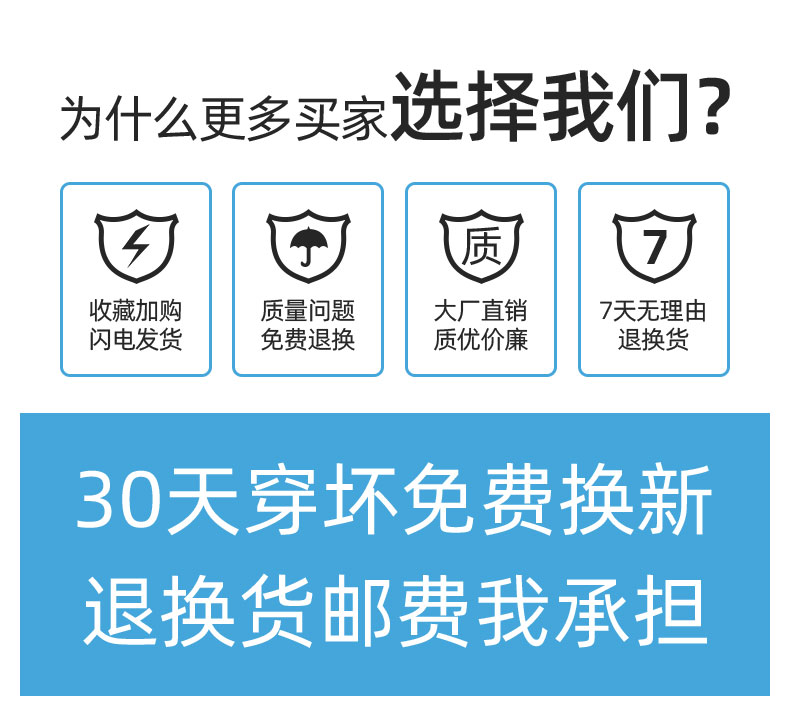 为什么更多买家选择我们?
质
7
收藏加购
闪电发货
质量问题
免费退换
大厂直销
质优价廉
7天无理由
退换货
30天穿坏免费换新
退换货邮费我承担